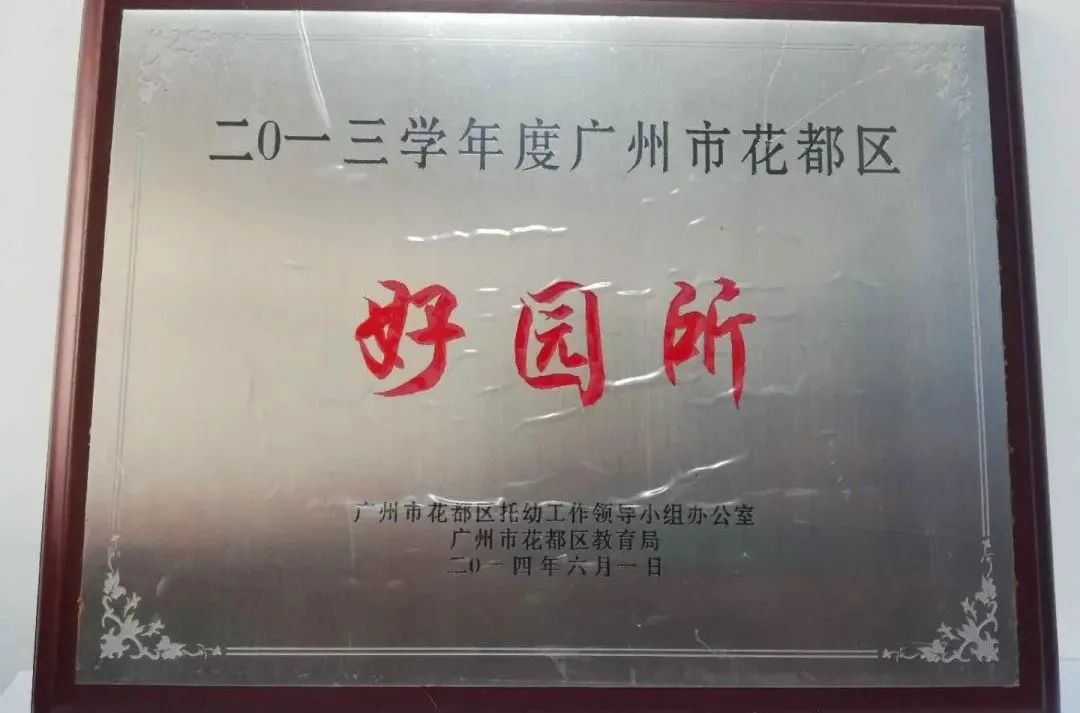 二0一三学年度广州市花都区
好园所
广州市花都区托幼工作领导小组办公室
广州市花都区教育局
二0一四年六月一日